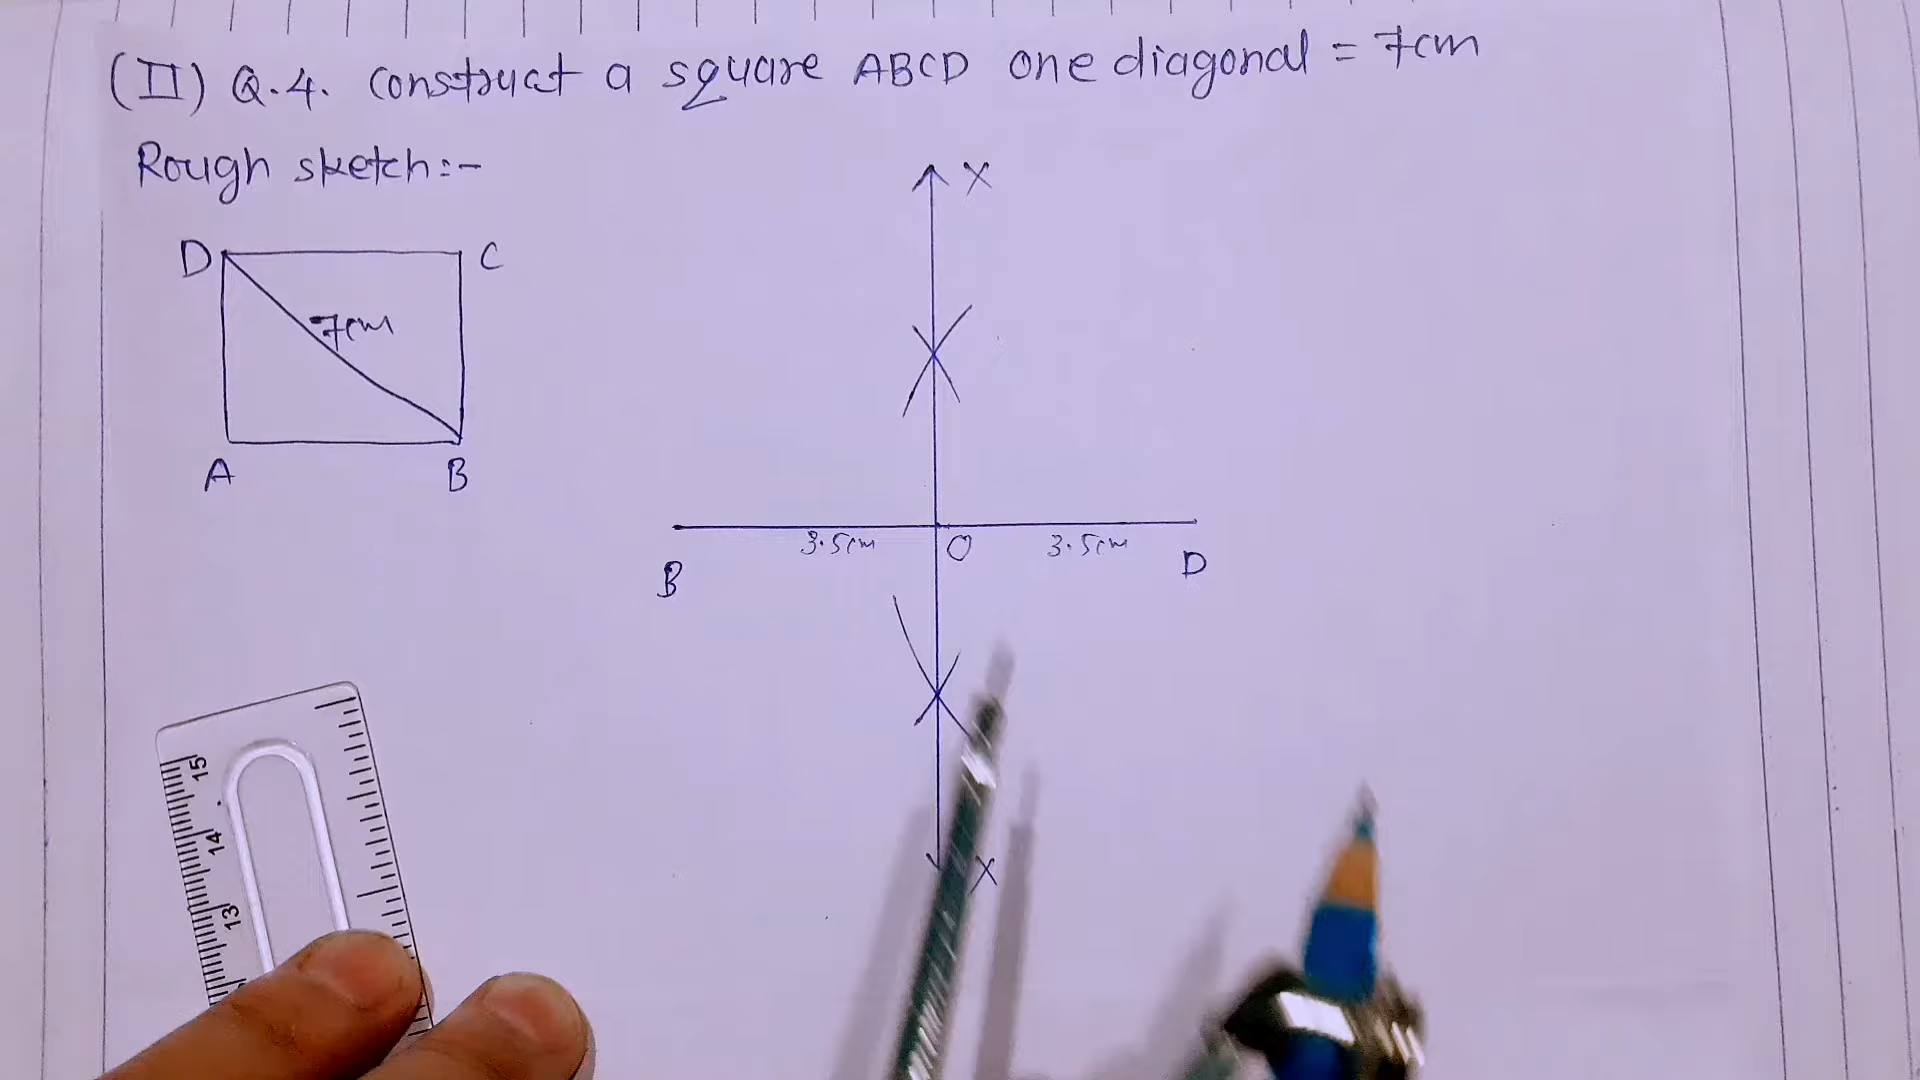 (II) Q.4. Construct a square ABCD one diagonal = 7cm
Rough sketch:-
X
D C
7cm
A B
3.5cm O 3.5cm
B D
X
15
14
13